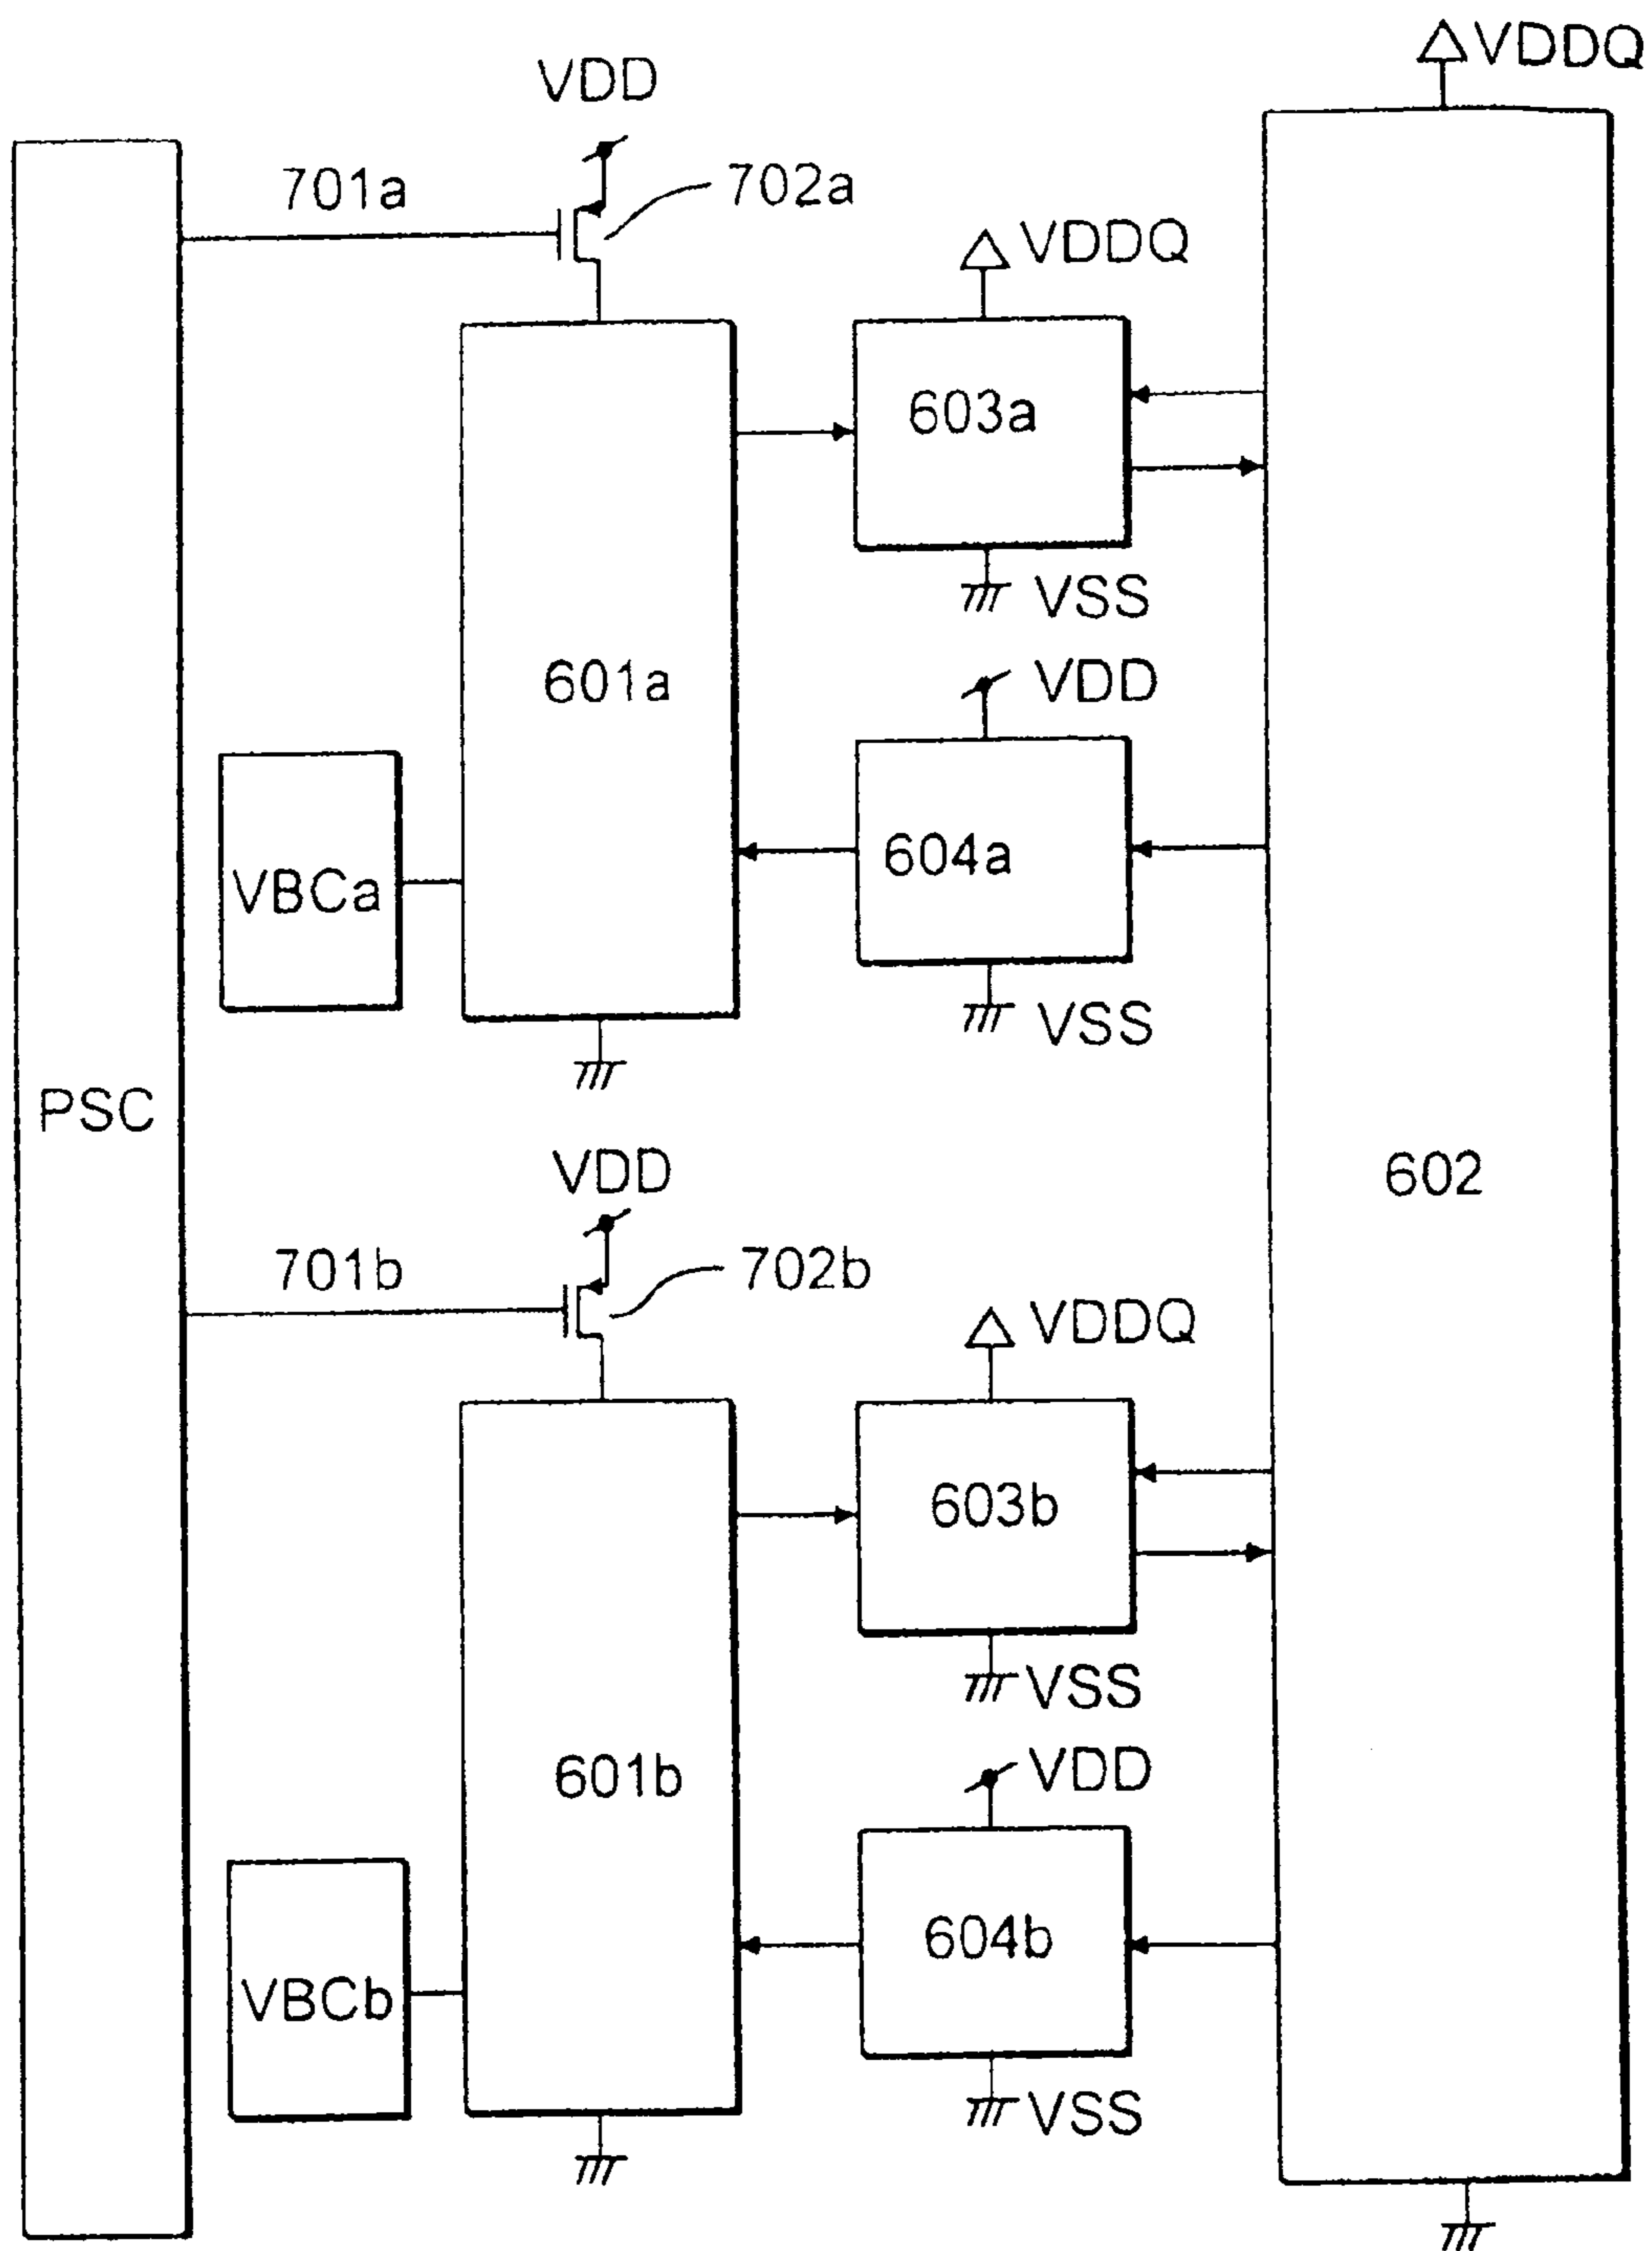 VDDQ
VDD
701a
702a
VDDQ
603a
VSS
601a
VDD
604a
VBCa
VSS
PSC
VDD
602
701b
702b
VDDQ
603b
VSS
601b
VDD
604b
VBCb
VSS